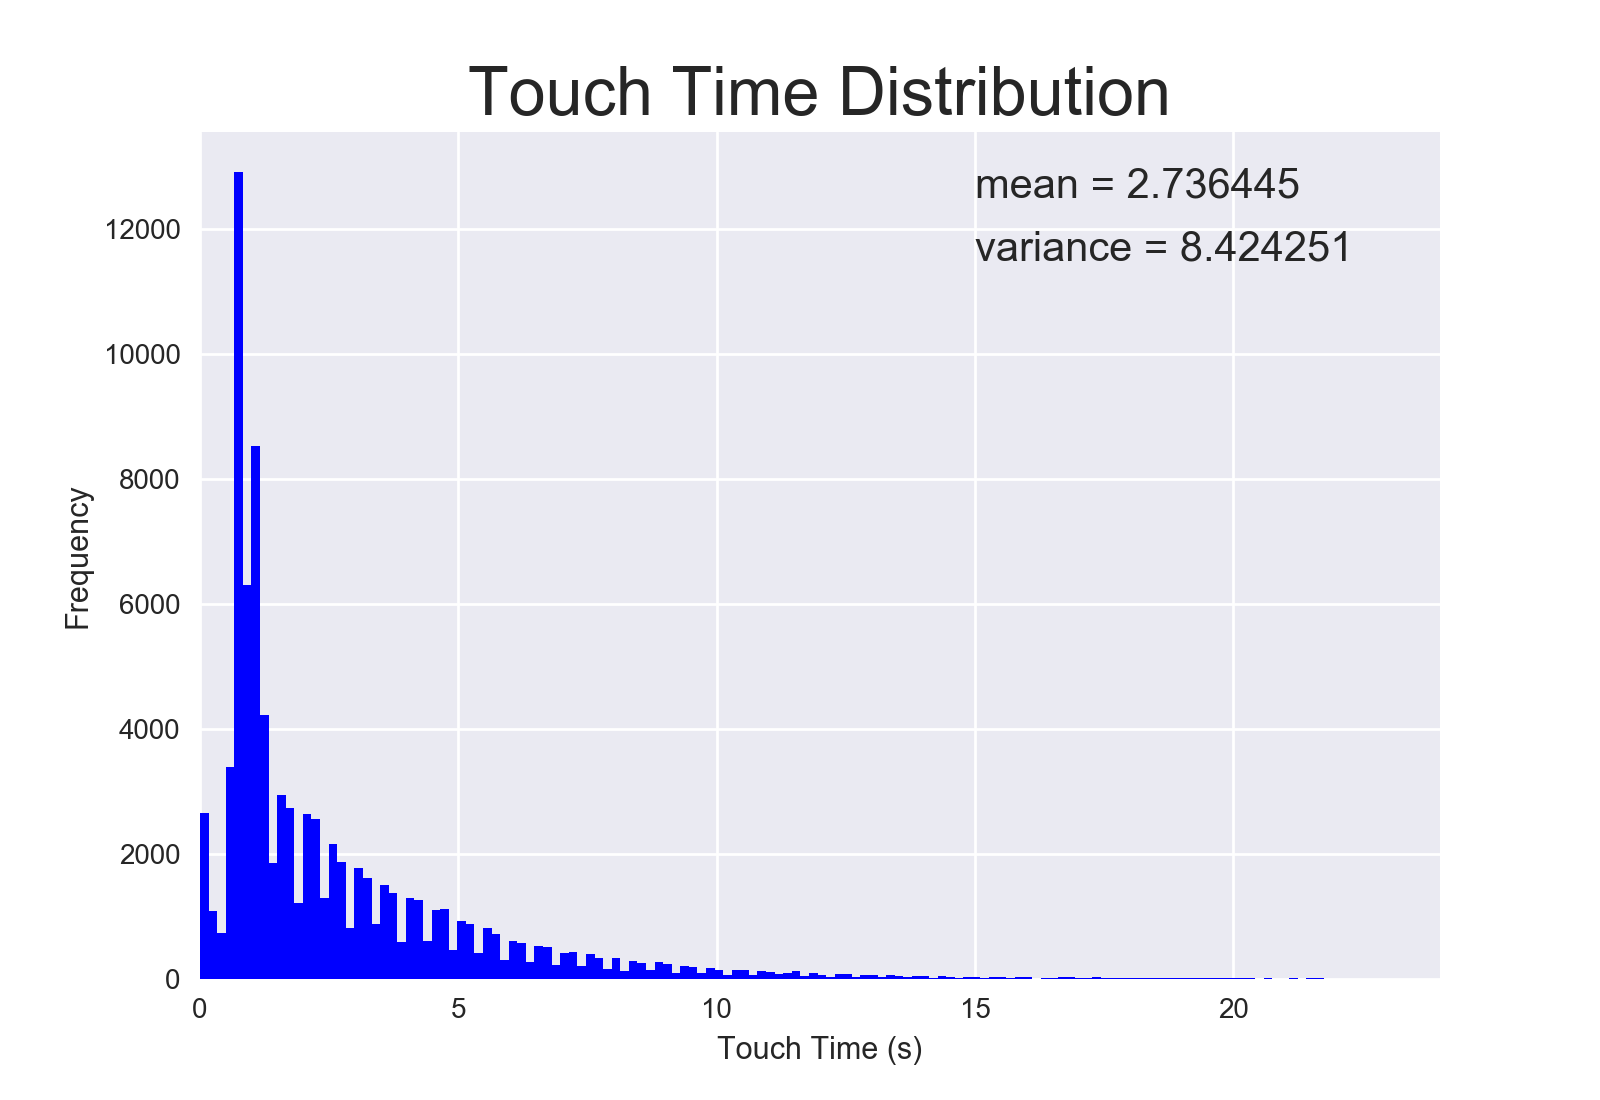 Touch Time Distribution
mean = 2.736445
variance = 8.424251
12000
10000
8000
6000
4000
2000
0
Frequency
0 5 10 15 20
Touch Time (s)